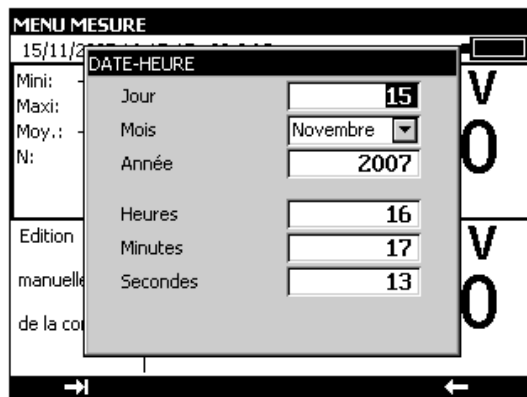 MENU MESURE
15/11/2
DATE-HEURE
Mini: -
Maxi:
Moy.: -
N:
Jour 15
Mois Novembre
Année 2007
Heures 16
Minutes 17
Secondes 13
V
0
Edition
manuelle
de la co
V
0